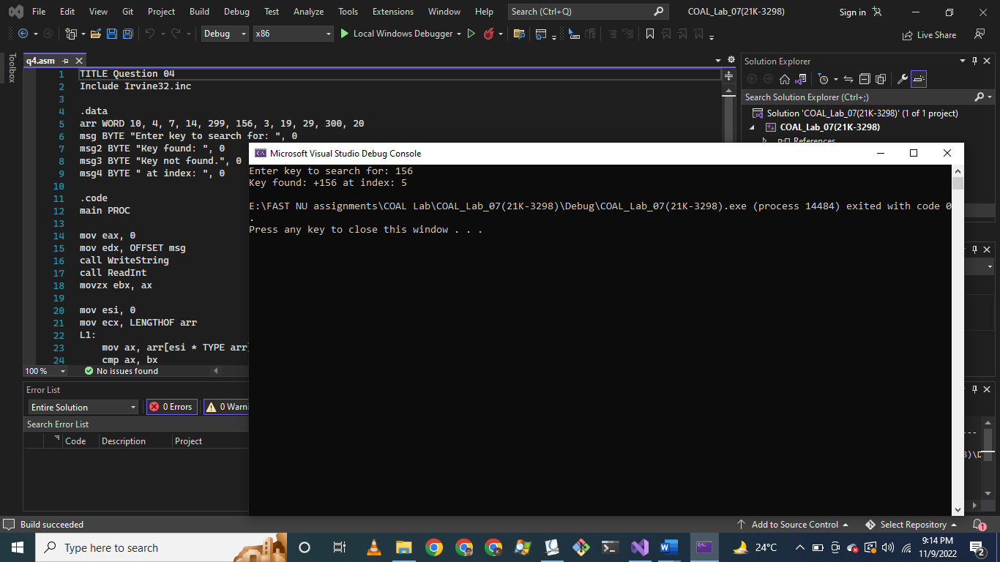 File Edit View Git Project Build Debug Test Analyze Tools Extensions Window Help Search (Ctrl+Q) COAL_Lab_07(21K-3298) Sign in
Debug x86 Local Windows Debugger Live Share
Toolbox
q4.asm
Solution Explorer
Search Solution Explorer (Ctrl+;)
Solution 'COAL_Lab_07(21K-3298)' (1 of 1 project)
COAL_Lab_07(21K-3298)
References
1 TITLE Question 04
2 Include Irvine32.inc
3
4 .data
5 arr WORD 10, 4, 7, 14, 299, 156, 3, 19, 29, 300, 20
6 msg BYTE "Enter key to search for: ", 0
7 msg2 BYTE "Key found: ", 0
8 msg3 BYTE "Key not found.", 0
9 msg4 BYTE " at index: ", 0
10
11 .code
12 main PROC
13
14 mov eax, 0
15 mov edx, OFFSET msg
16 call WriteString
17 call ReadInt
18 movzx ebx, ax
19
20 mov esi, 0
21 mov ecx, LENGTHOF arr
22 L1:
23 mov ax, arr[esi * TYPE arr]
24 cmp ax, bx
100 % No issues found
Microsoft Visual Studio Debug Console
Enter key to search for: 156
Key found: +156 at index: 5
E:\FAST NU assignments\COAL Lab\COAL_Lab_07(21K-3298)\Debug\COAL_Lab_07(21K-3298).exe (process 14484) exited with code 0
.
Press any key to close this window . . .
Error List
Entire Solution 0 Errors 0 Warni
Search Error List
Code Description Project
---
3)\D
Build succeeded Add to Source Control Select Repository 1
Type here to search 24°C 9:14 PM
11/9/2022 2